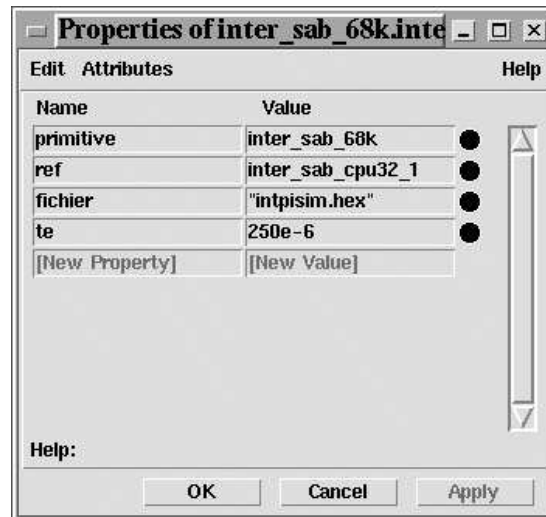 Properties of inter_sab_68k.inte
Edit Attributes Help
Name Value
primitive inter_sab_68k
ref inter_sab_cpu32_1
fichier "intpisim.hex"
te 250e-6
[New Property] [New Value]
Help:
OK Cancel Apply